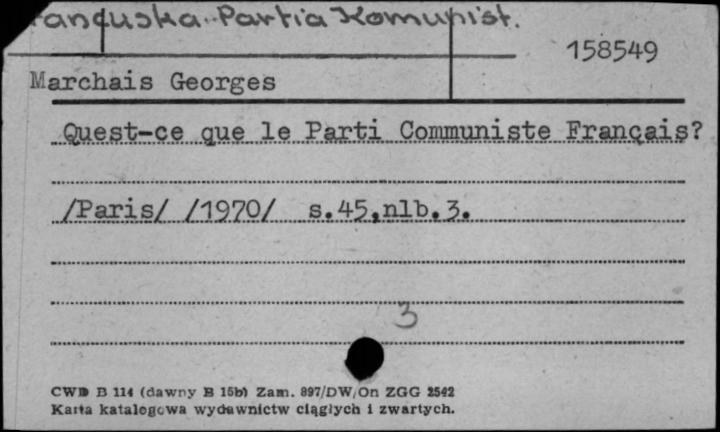 Francuska Partia Komunist.
158549
Marchais Georges
Quest-ce que le Parti Communiste Français?
/Paris/ /1970/ s.45,nlb.3.
3
CWD B 114 (dawny B 15b) Zam. 897/DW/On ZGG 2542
Karta katalogowa wydawnictw ciągłych i zwartych.